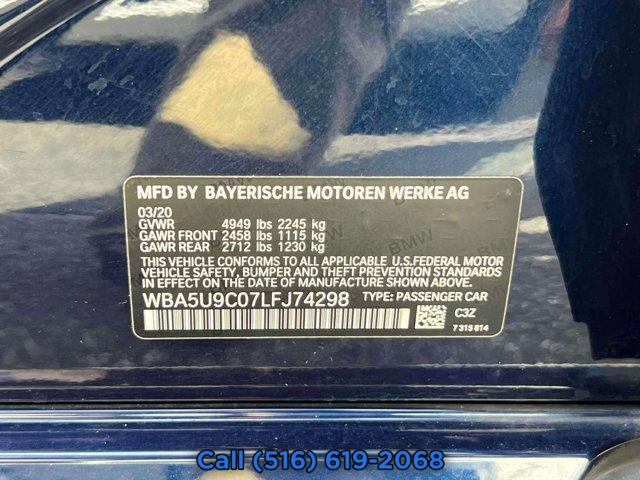 MFD BY BAYERISCHE MOTOREN WERKE AG
03/20
GVWR 4949 lbs 2245 kg
GAWR FRONT 2458 lbs 1115 kg
GAWR REAR 2712 lbs 1230 kg
THIS VEHICLE CONFORMS TO ALL APPLICABLE U.S.FEDERAL MOTOR
VEHICLE SAFETY, BUMPER AND THEFT PREVENTION STANDARDS
IN EFFECT ON THE DATE OF MANUFACTURE SHOWN ABOVE.
WBA5U9C07LFJ74298 TYPE: PASSENGER CAR
C3Z
7 315 814
Call (516) 619-2068